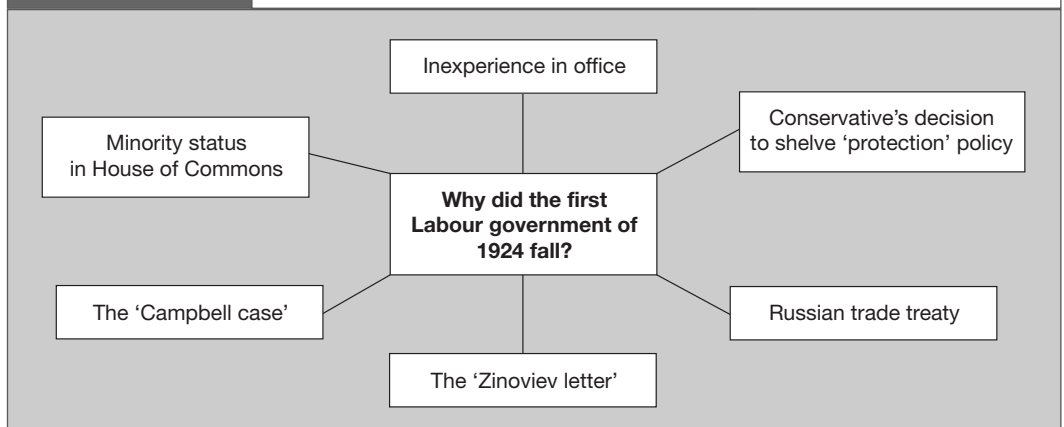 Inexperience in office
Conservative's decision
to shelve 'protection' policy
Minority status
in House of Commons
Why did the first
Labour government of
1924 fall?
The 'Campbell case'
Russian trade treaty
The 'Zinoviev letter'